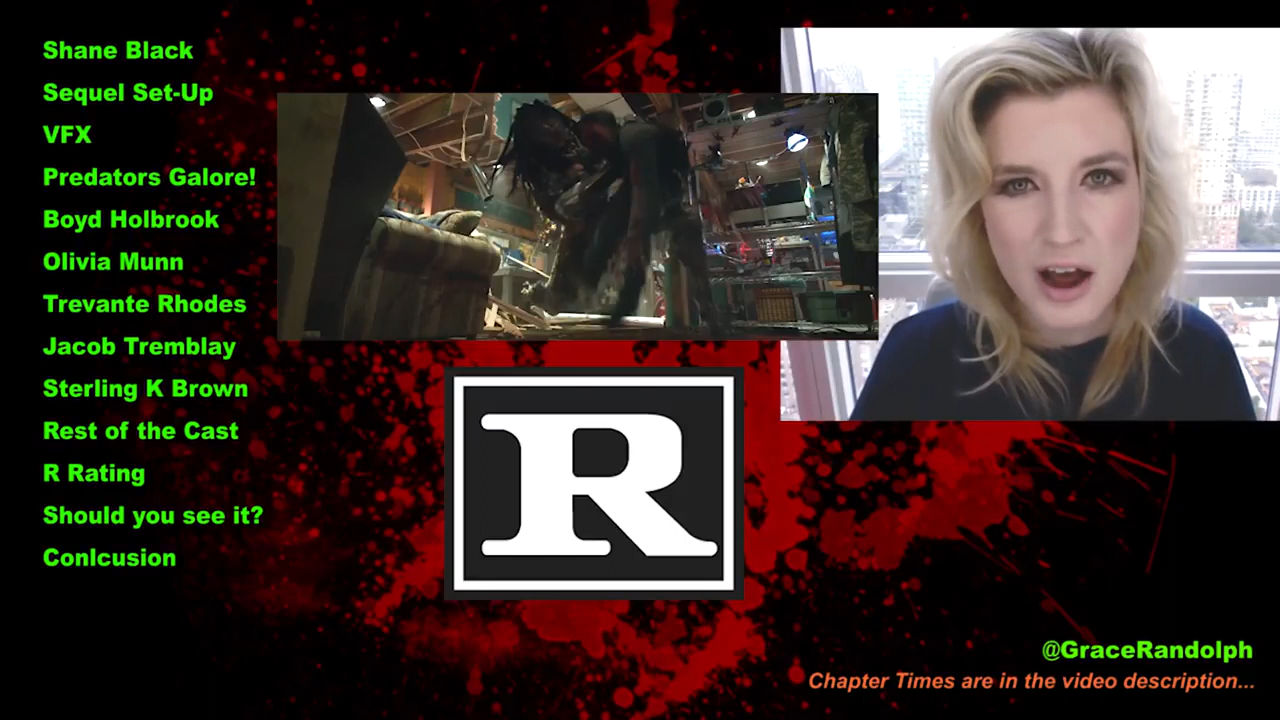 Shane Black
Sequel Set-Up
VFX
Predators Galore!
Boyd Holbrook
Olivia Munn
Trevante Rhodes
Jacob Tremblay
Sterling K Brown
Rest of the Cast
R Rating
Should you see it?
Conlcusion
R
@GraceRandolph
Chapter Times are in the video description...